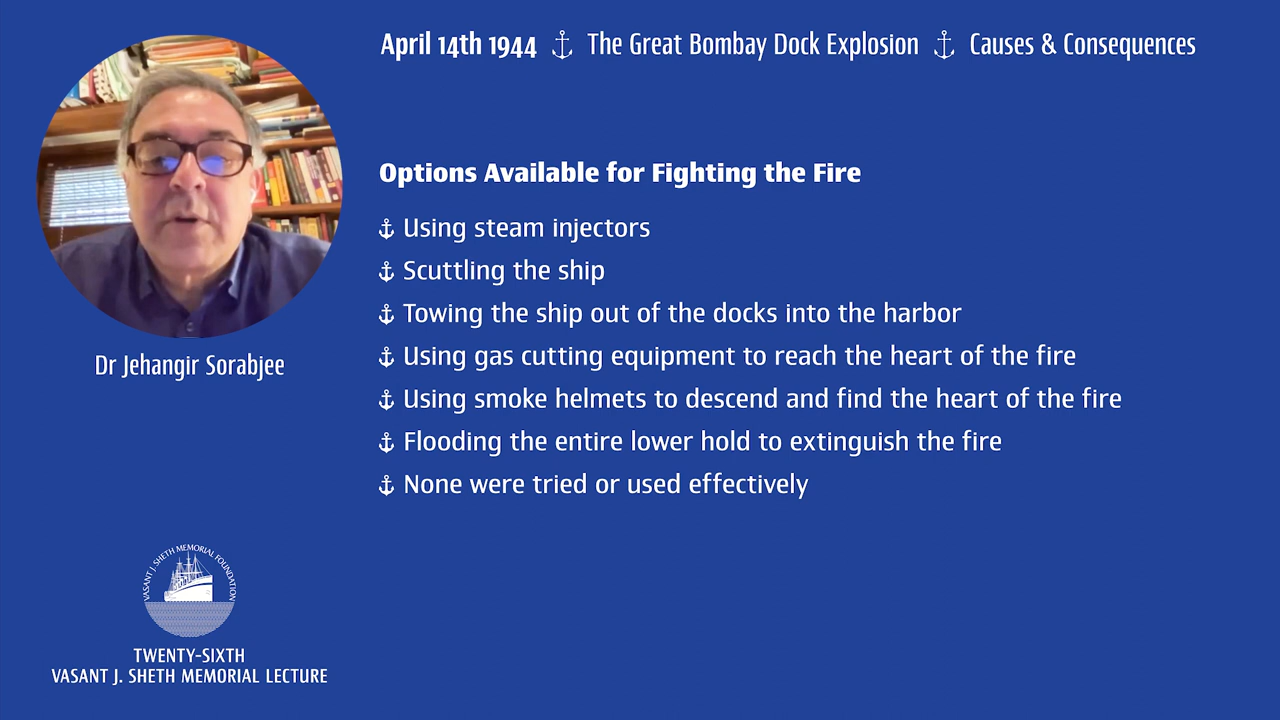 April 14th 1944 ⚓ The Great Bombay Dock Explosion ⚓ Causes & Consequences
Options Available for Fighting the Fire
⚓ Using steam injectors
⚓ Scuttling the ship
⚓ Towing the ship out of the docks into the harbor
⚓ Using gas cutting equipment to reach the heart of the fire
⚓ Using smoke helmets to descend and find the heart of the fire
⚓ Flooding the entire lower hold to extinguish the fire
⚓ None were tried or used effectively
Dr Jehangir Sorabjee
VASANT J. SHETH MEMORIAL FOUNDATION
TWENTY-SIXTH
VASANT J. SHETH MEMORIAL LECTURE